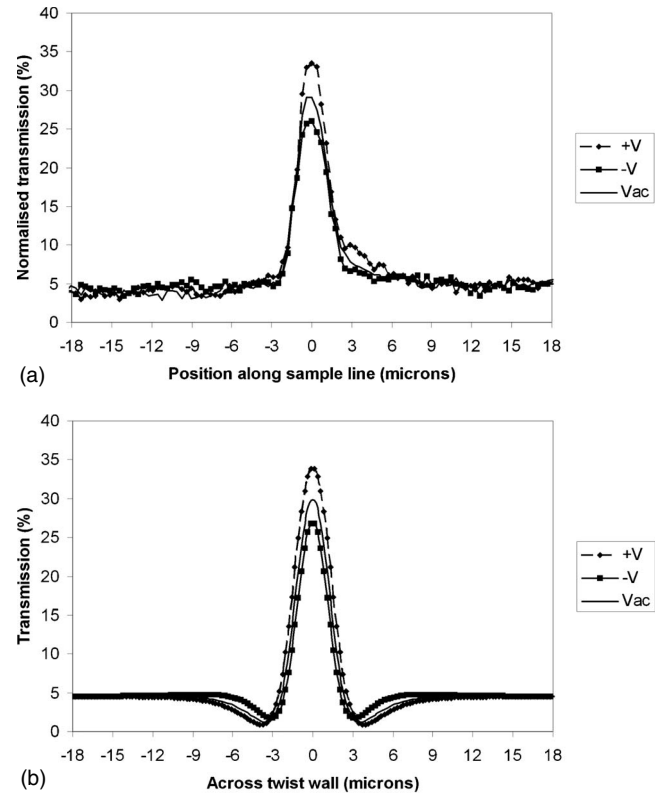 40
35
30
25
20
15
10
5
0
Normalised transmission (%)
-18 -15 -12 -9 -6 -3 0 3 6 9 12 15 18
Position along sample line (microns)
(a)
+V
-V
Vac
40
35
30
25
20
15
10
5
0
Transmission (%)
-18 -15 -12 -9 -6 -3 0 3 6 9 12 15 18
Across twist wall (microns)
(b)
+V
-V
Vac